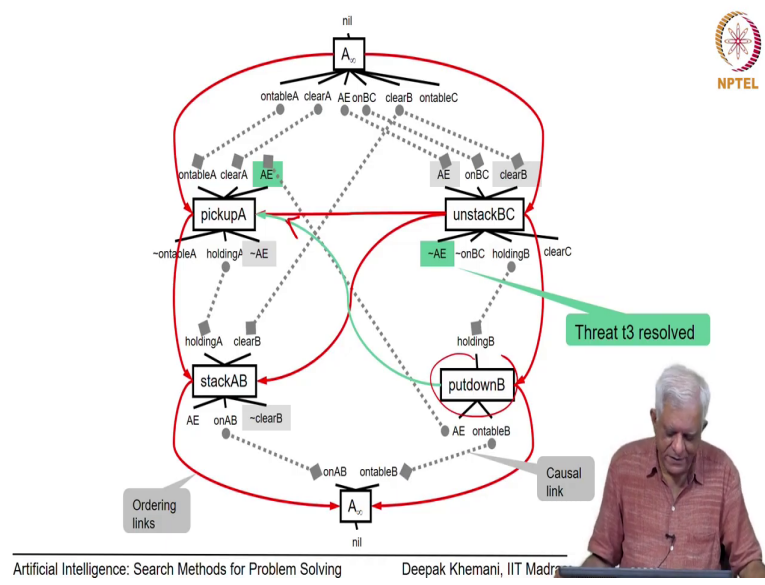 nil
A∞
NPTEL
ontableA clearA AE onBC clearB ontableC
ontableA clearA AE AE onBC clearB
pickupA unstackBC
~ontableA holdingA ~AE ~AE ~onBC holdingB clearC
Threat t3 resolved
holdingA clearB holdingB
stackAB putdownB
AE onAB ~clearB AE ontableB
onAB ontableB
Causal
link
Ordering
links
A∞
nil
Artificial Intelligence: Search Methods for Problem Solving Deepak Khemani, IIT